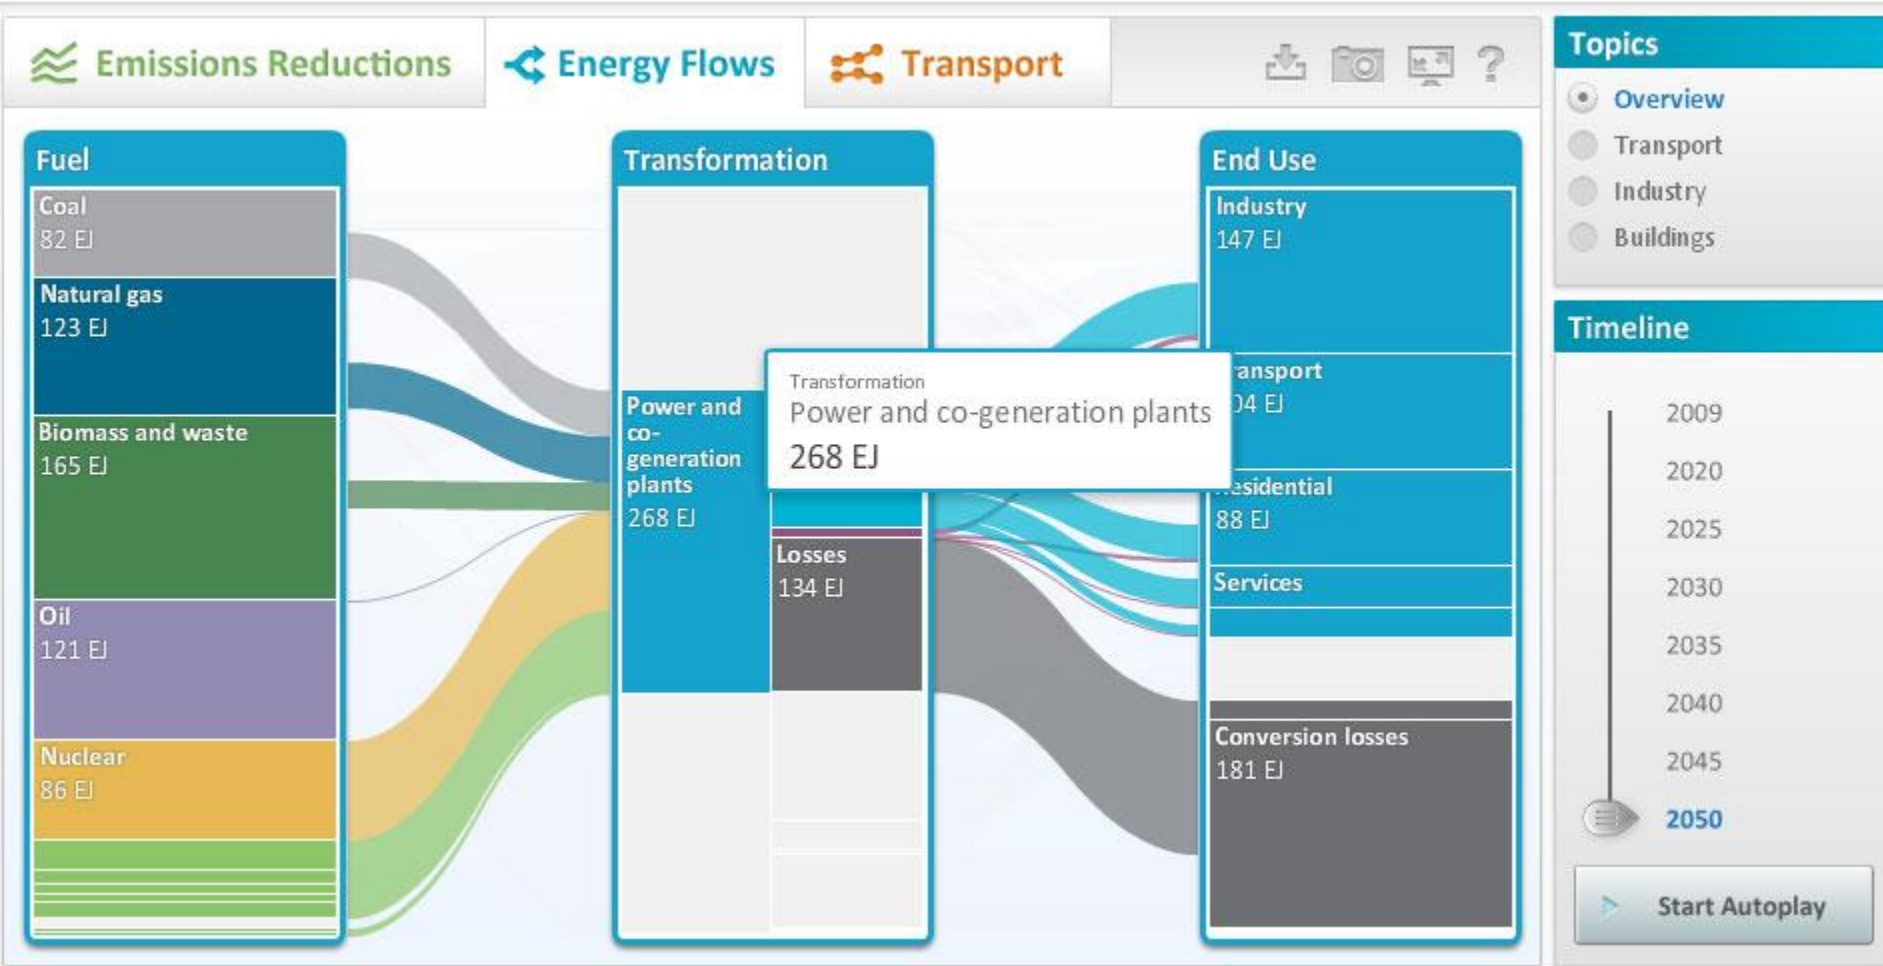 Emissions Reductions
Energy Flows
Transport
?
Fuel
Coal
82 EJ
Natural gas
123 EJ
Biomass and waste
165 EJ
Oil
121 EJ
Nuclear
86 EJ
Transformation
Power and
co-
generation
plants
268 EJ
Transformation
Power and co-generation plants
268 EJ
Losses
134 EJ
End Use
Industry
147 EJ
ansport
04 EJ
esidential
88 EJ
Services
Conversion losses
181 EJ
Topics
Overview
Transport
Industry
Buildings
Timeline
2009
2020
2025
2030
2035
2040
2045
2050
Start Autoplay